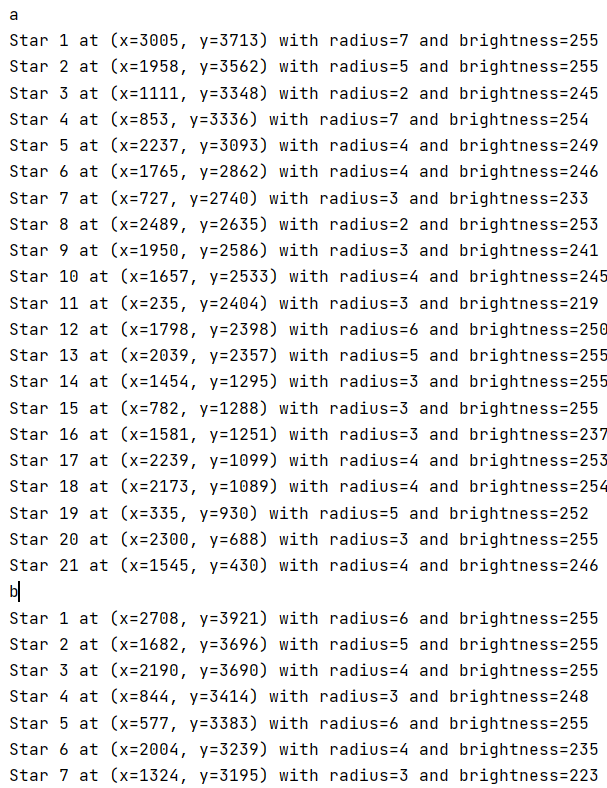 a
Star 1 at (x=3005, y=3713) with radius=7 and brightness=255
Star 2 at (x=1958, y=3562) with radius=5 and brightness=255
Star 3 at (x=1111, y=3348) with radius=2 and brightness=245
Star 4 at (x=853, y=3336) with radius=7 and brightness=254
Star 5 at (x=2237, y=3093) with radius=4 and brightness=249
Star 6 at (x=1765, y=2862) with radius=4 and brightness=246
Star 7 at (x=727, y=2740) with radius=3 and brightness=233
Star 8 at (x=2489, y=2635) with radius=2 and brightness=253
Star 9 at (x=1950, y=2586) with radius=3 and brightness=241
Star 10 at (x=1657, y=2533) with radius=4 and brightness=245
Star 11 at (x=235, y=2404) with radius=3 and brightness=219
Star 12 at (x=1798, y=2398) with radius=6 and brightness=250
Star 13 at (x=2039, y=2357) with radius=5 and brightness=255
Star 14 at (x=1454, y=1295) with radius=3 and brightness=255
Star 15 at (x=782, y=1288) with radius=3 and brightness=255
Star 16 at (x=1581, y=1251) with radius=3 and brightness=237
Star 17 at (x=2239, y=1099) with radius=4 and brightness=253
Star 18 at (x=2173, y=1089) with radius=4 and brightness=254
Star 19 at (x=335, y=930) with radius=5 and brightness=252
Star 20 at (x=2300, y=688) with radius=3 and brightness=255
Star 21 at (x=1545, y=430) with radius=4 and brightness=246
b
Star 1 at (x=2708, y=3921) with radius=6 and brightness=255
Star 2 at (x=1682, y=3696) with radius=5 and brightness=255
Star 3 at (x=2190, y=3690) with radius=4 and brightness=255
Star 4 at (x=844, y=3414) with radius=3 and brightness=248
Star 5 at (x=577, y=3383) with radius=6 and brightness=255
Star 6 at (x=2004, y=3239) with radius=4 and brightness=235
Star 7 at (x=1324, y=3195) with radius=3 and brightness=223